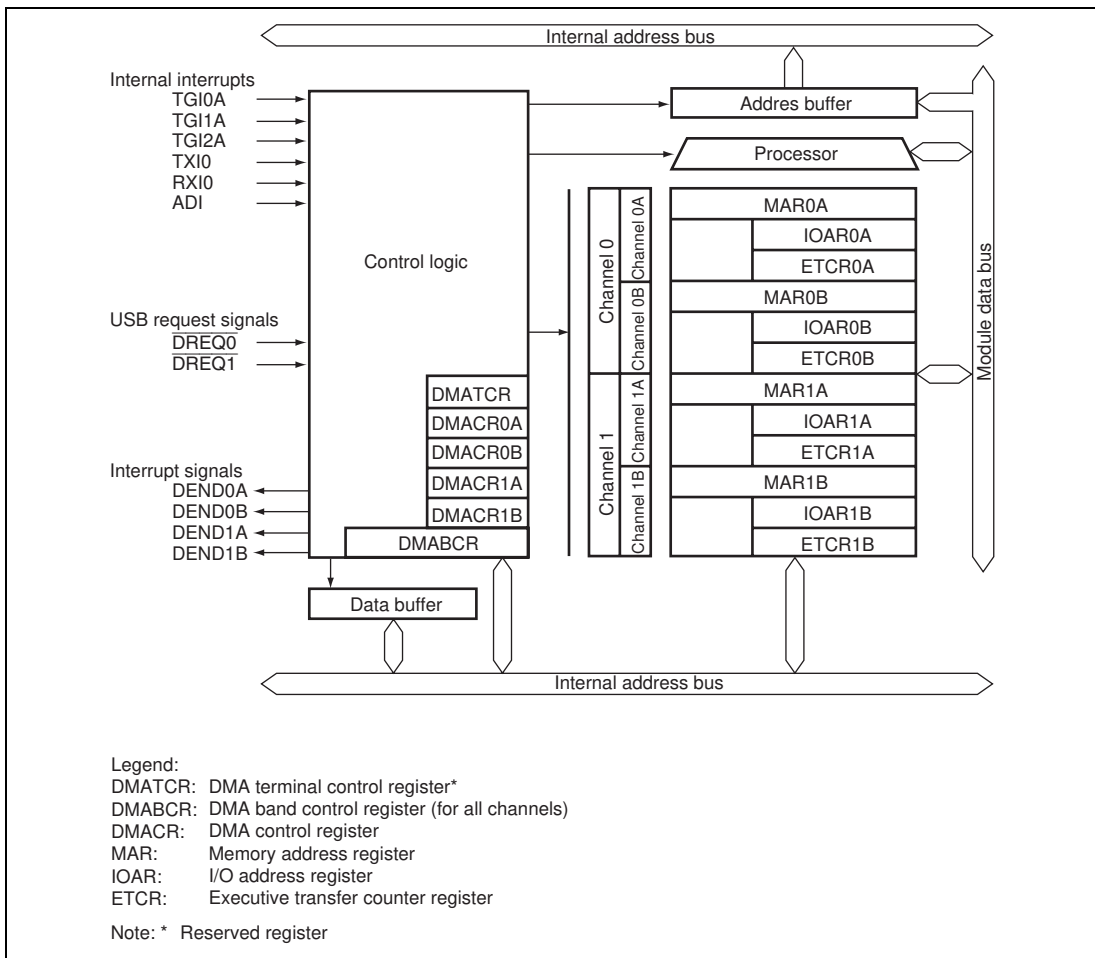 Internal address bus
Internal interrupts
TGI0A
TGI1A
TGI2A
TXI0
RXI0
ADI
USB request signals
DREQ0
DREQ1
Interrupt signals
DEND0A
DEND0B
DEND1A
DEND1B
Control logic
DMATCR
DMACR0A
DMACR0B
DMACR1A
DMACR1B
DMABCR
Data buffer
Addres buffer
Processor
Channel 0
Channel 0A
Channel 0B
Channel 1
Channel 1A
Channel 1B
MAR0A
IOAR0A
ETCR0A
MAR0B
IOAR0B
ETCR0B
MAR1A
IOAR1A
ETCR1A
MAR1B
IOAR1B
ETCR1B
Module data bus
Internal address bus
Legend:
DMATCR: DMA terminal control register*
DMABCR: DMA band control register (for all channels)
DMACR: DMA control register
MAR: Memory address register
IOAR: I/O address register
ETCR: Executive transfer counter register
Note: * Reserved register